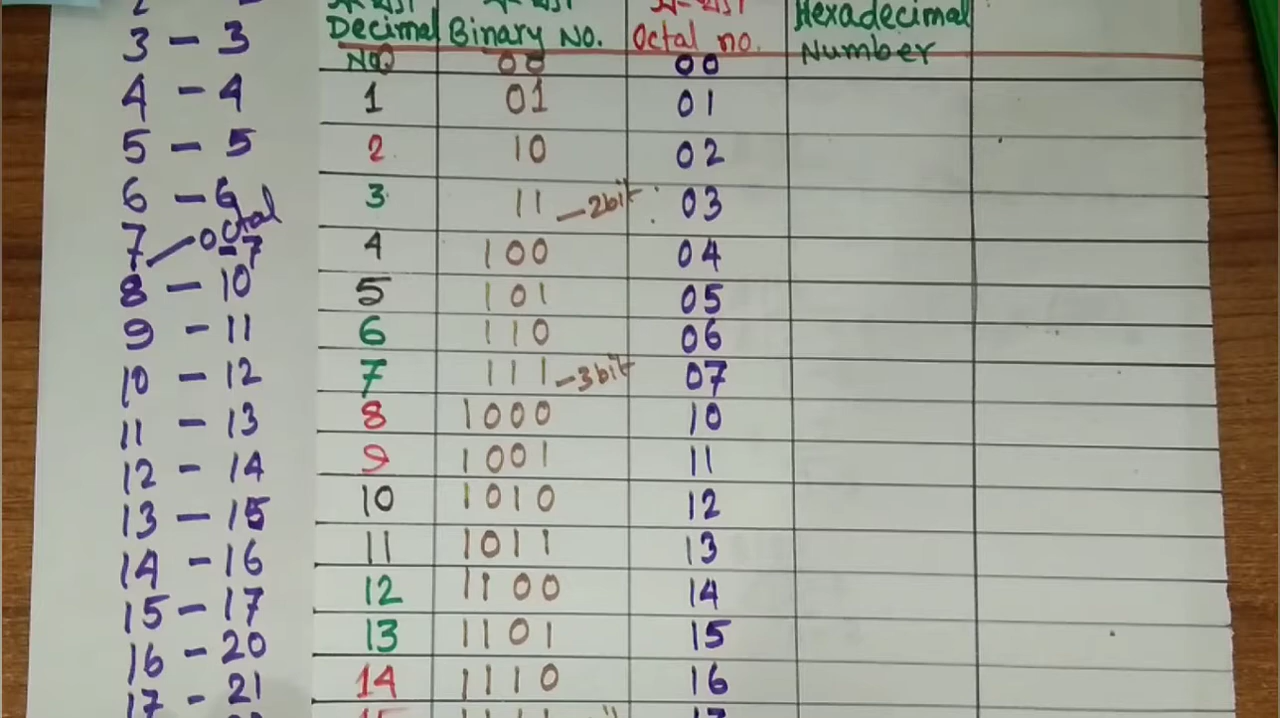 3 - 3
4 - 4
5 - 5
6 - 6
7 - 7
Octal
8 - 10
9 - 11
10 - 12
11 - 13
12 - 14
13 - 15
14 - 16
15 - 17
16 - 20
17 - 21
Decimal No Binary No. Octal no. Hexadecimal Number
0 00 00
1 01 01
2 10 02
3 11 - 2bit 03
4 100 04
5 101 05
6 110 06
7 111 - 3bit 07
8 1000 10
9 1001 11
10 1010 12
11 1011 13
12 1100 14
13 1101 15
14 1110 16